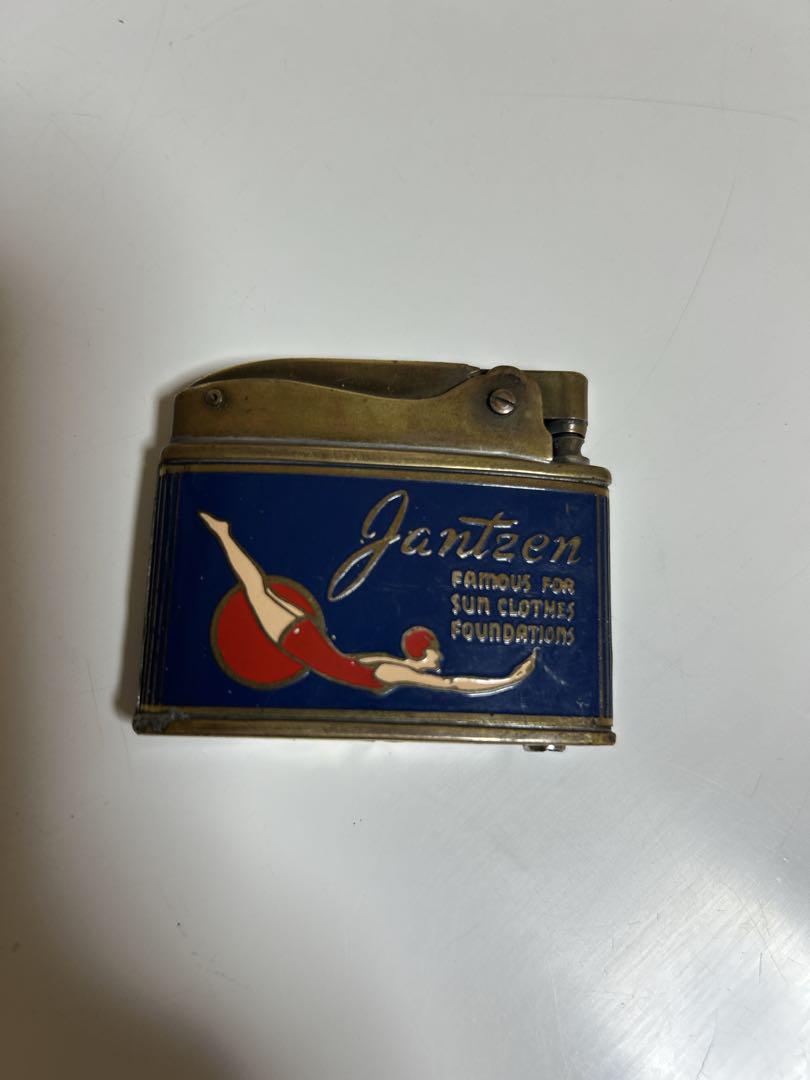 Jantzen
FAMOUS FOR
SUN CLOTHES
FOUNDATIONS